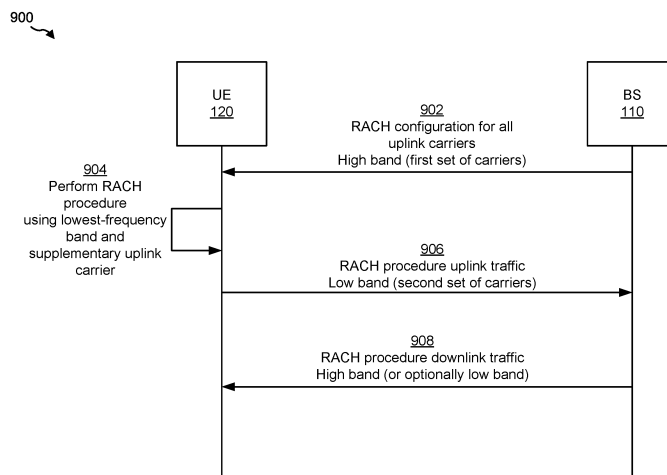 900
UE
120
BS
110
902
RACH configuration for all
uplink carriers
High band (first set of carriers)
904
Perform RACH
procedure
using lowest-frequency
band and
supplementary uplink
carrier
906
RACH procedure uplink traffic
Low band (second set of carriers)
908
RACH procedure downlink traffic
High band (or optionally low band)